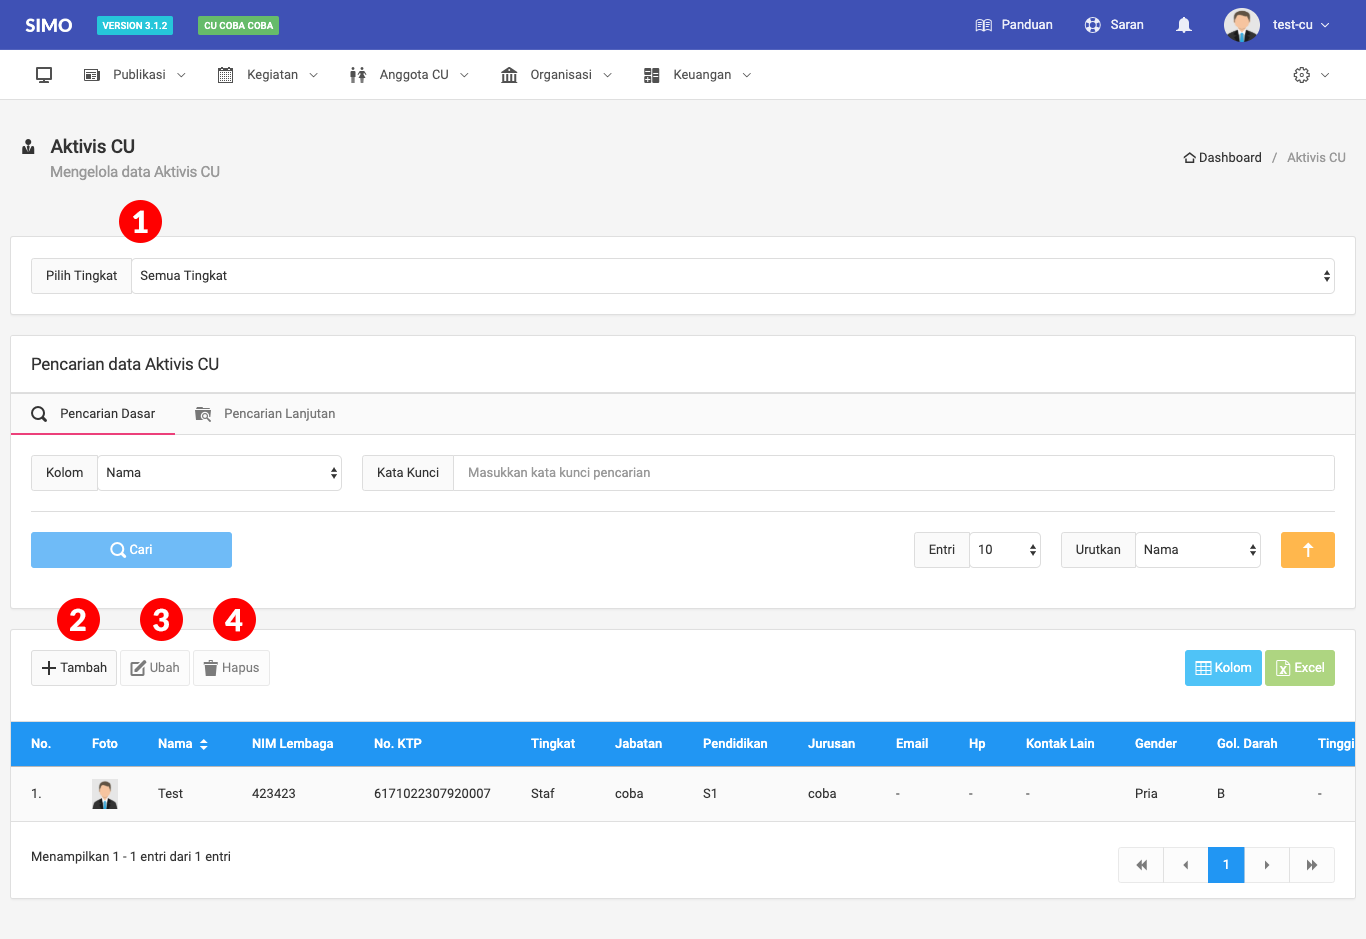 SIMO VERSION 3.1.2 CU COBA COBA Panduan Saran test-cu
Publikasi Kegiatan Anggota CU Organisasi Keuangan
Aktivis CU
Mengelola data Aktivis CU
Dashboard / Aktivis CU
1
Pilih Tingkat Semua Tingkat
Pencarian data Aktivis CU
Pencarian Dasar Pencarian Lanjutan
Kolom Nama Kata Kunci Masukkan kata kunci pencarian
Cari Entri 10 Urutkan Nama
2 3 4
Tambah Ubah Hapus Kolom Excel
No. Foto Nama NIM Lembaga No. KTP Tingkat Jabatan Pendidikan Jurusan Email Hp Kontak Lain Gender Gol. Darah Tinggi
1. Test 423423 6171022307920007 Staf coba S1 coba - - - Pria B -
Menampilkan 1 - 1 entri dari 1 entri
1